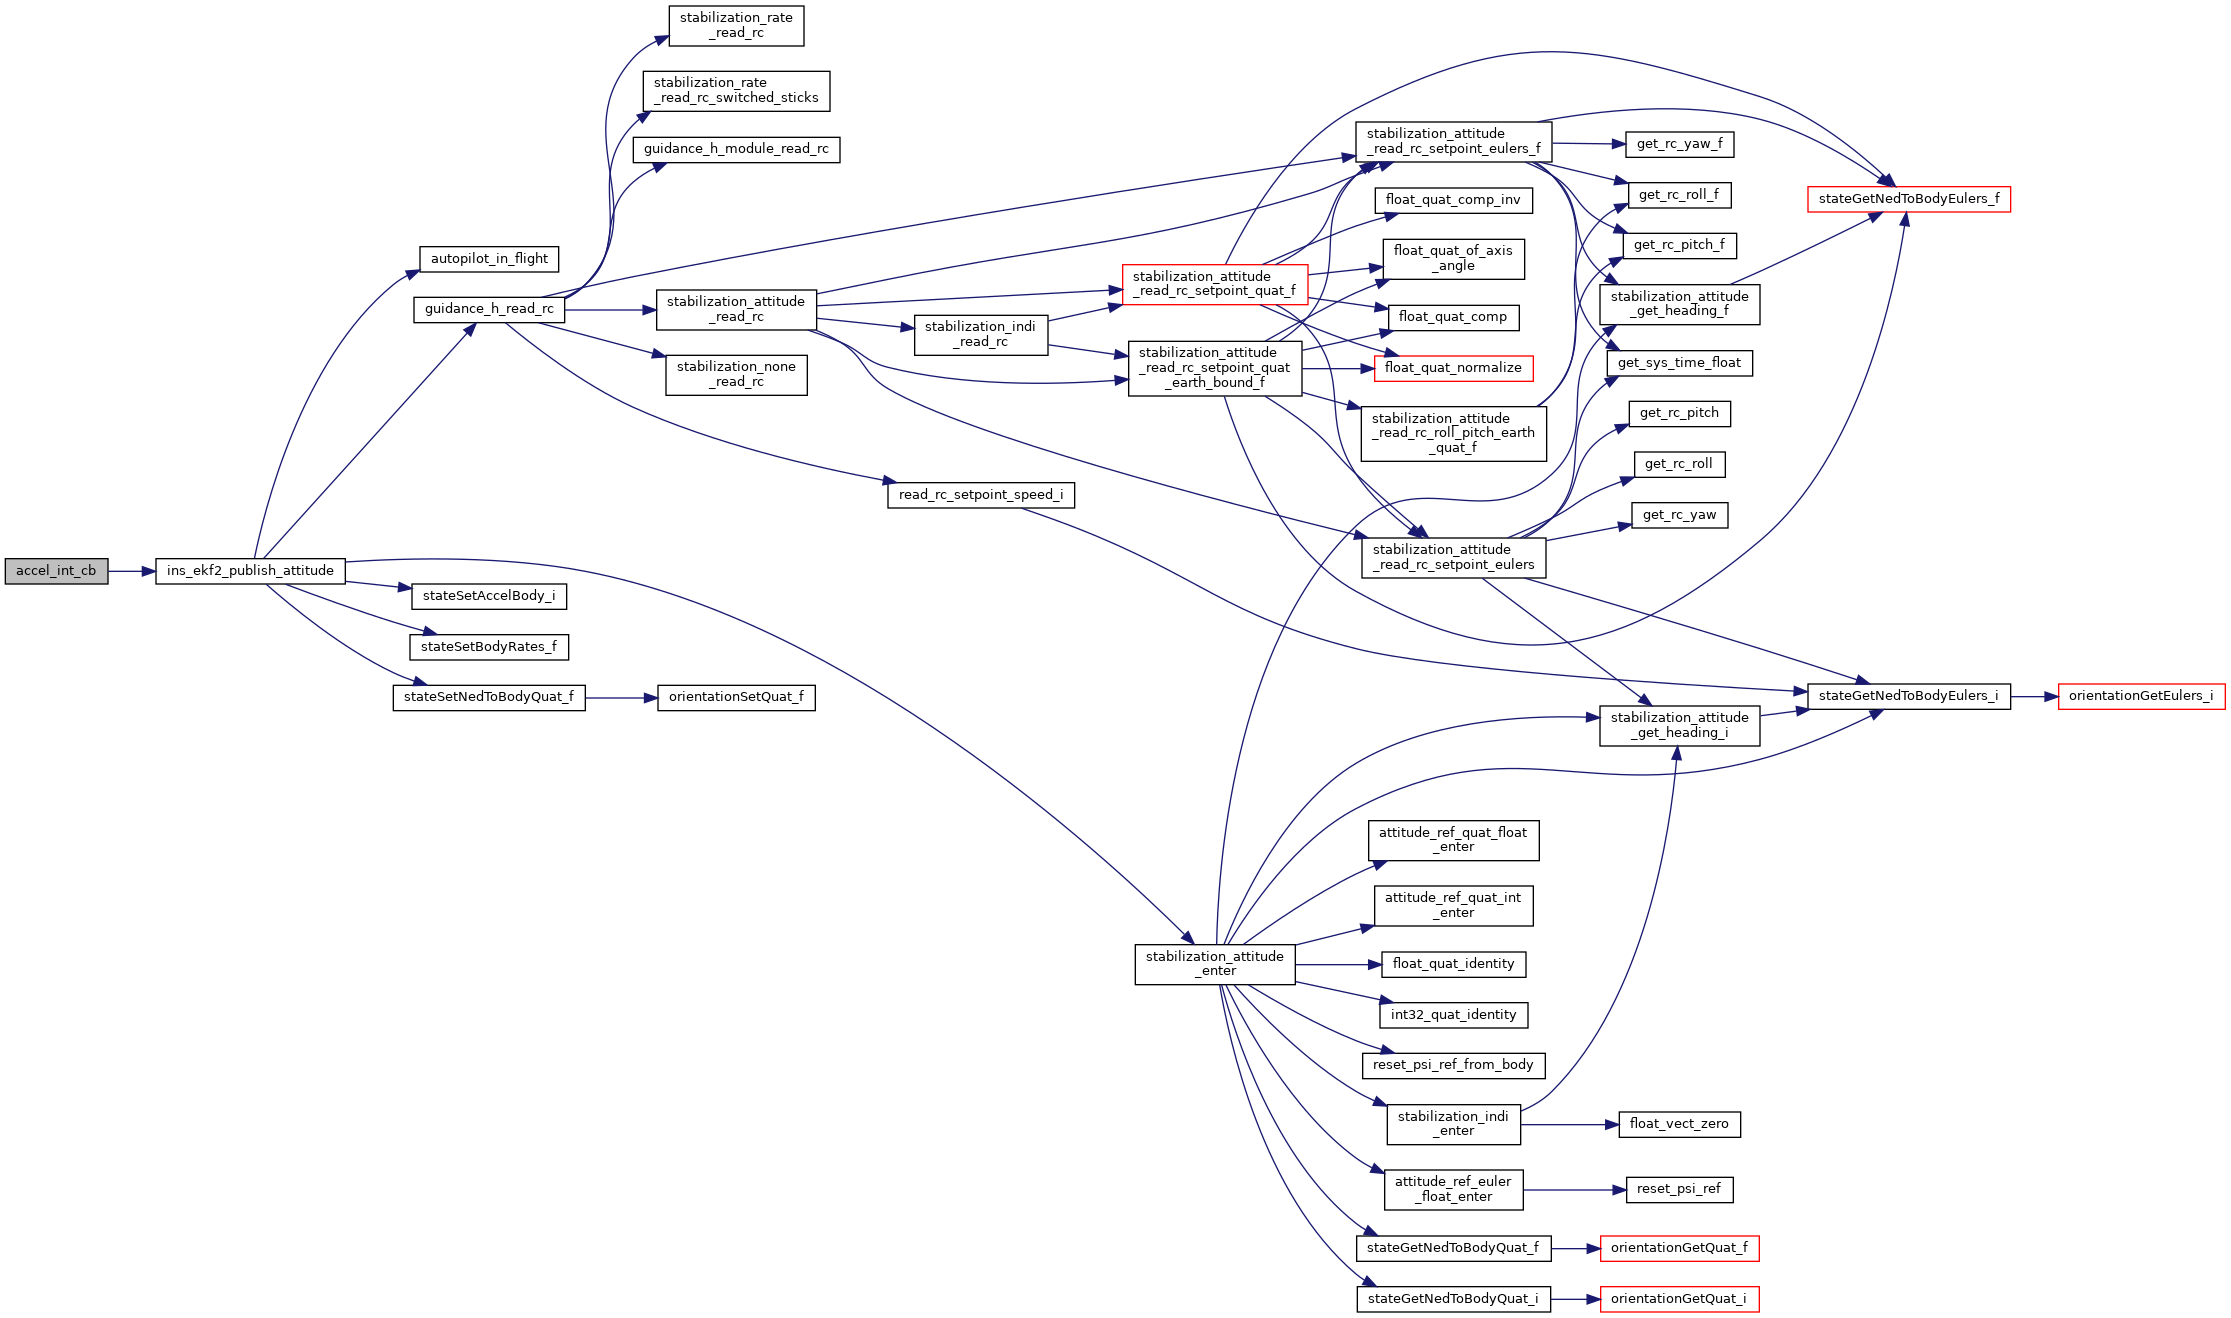 accel_int_cb
ins_ekf2_publish_attitude
autopilot_in_flight
guidance_h_read_rc
stateSetAccelBody_i
stateSetBodyRates_f
stateSetNedToBodyQuat_f
stabilization_rate
_read_rc
stabilization_rate
_read_rc_switched_sticks
guidance_h_module_read_rc
stabilization_attitude
_read_rc
stabilization_none
_read_rc
orientationSetQuat_f
stabilization_indi
_read_rc
read_rc_setpoint_speed_i
stabilization_attitude
_read_rc_setpoint_quat_f
stabilization_attitude
_read_rc_setpoint_quat
_earth_bound_f
stabilization_attitude
_enter
stabilization_attitude
_read_rc_setpoint_eulers_f
float_quat_comp_inv
float_quat_of_axis
_angle
float_quat_comp
float_quat_normalize
stabilization_attitude
_read_rc_roll_pitch_earth
_quat_f
stabilization_attitude
_read_rc_setpoint_eulers
attitude_ref_quat_float
_enter
attitude_ref_quat_int
_enter
float_quat_identity
int32_quat_identity
reset_psi_ref_from_body
stabilization_indi
_enter
attitude_ref_euler
_float_enter
stateGetNedToBodyQuat_f
stateGetNedToBodyQuat_i
get_rc_yaw_f
get_rc_roll_f
get_rc_pitch_f
stabilization_attitude
_get_heading_f
get_sys_time_float
get_rc_pitch
get_rc_roll
get_rc_yaw
stabilization_attitude
_get_heading_i
float_vect_zero
reset_psi_ref
orientationGetQuat_f
orientationGetQuat_i
stateGetNedToBodyEulers_f
stateGetNedToBodyEulers_i
orientationGetEulers_i